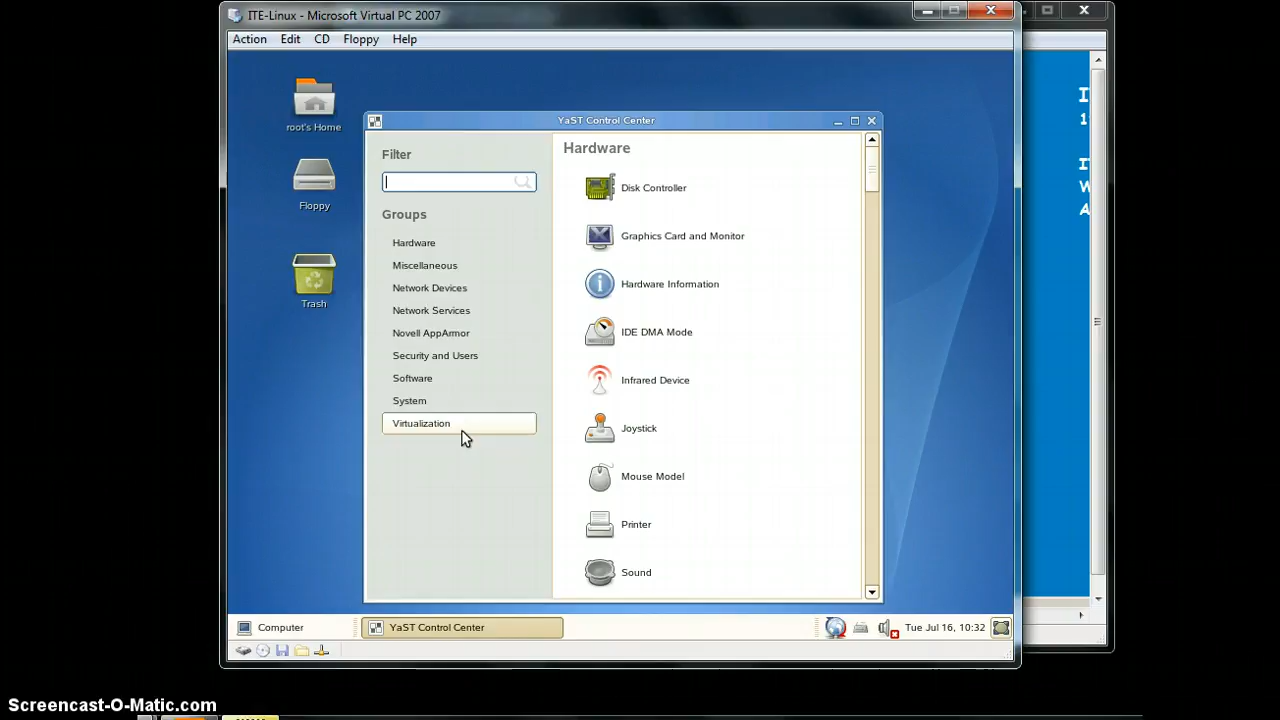 ITE-Linux - Microsoft Virtual PC 2007
Action Edit CD Floppy Help
root's Home
Floppy
Trash
YaST Control Center
Filter
Groups
Hardware
Miscellaneous
Network Devices
Network Services
Novell AppArmor
Security and Users
Software
System
Virtualization
Hardware
Disk Controller
Graphics Card and Monitor
Hardware Information
IDE DMA Mode
Infrared Device
Joystick
Mouse Model
Printer
Sound
Computer
YaST Control Center
Tue Jul 16, 10:32
Screencast-O-Matic.com